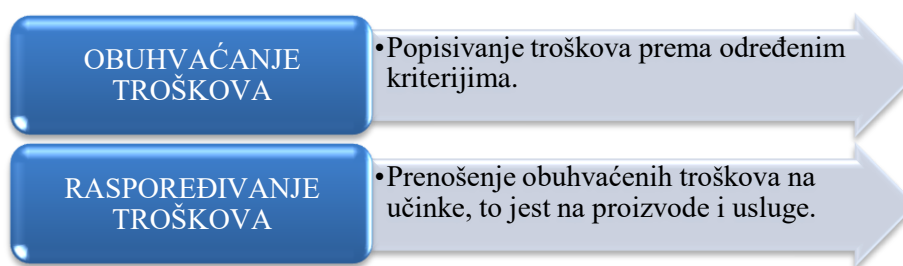 OBUHVAĆANJE
TROŠKOVA
•Popisivanje troškova prema određenim
kriterijima.
RASPOREĐIVANJE
TROŠKOVA
•Prenošenje obuhvaćenih troškova na
učinke, to jest na proizvode i usluge.